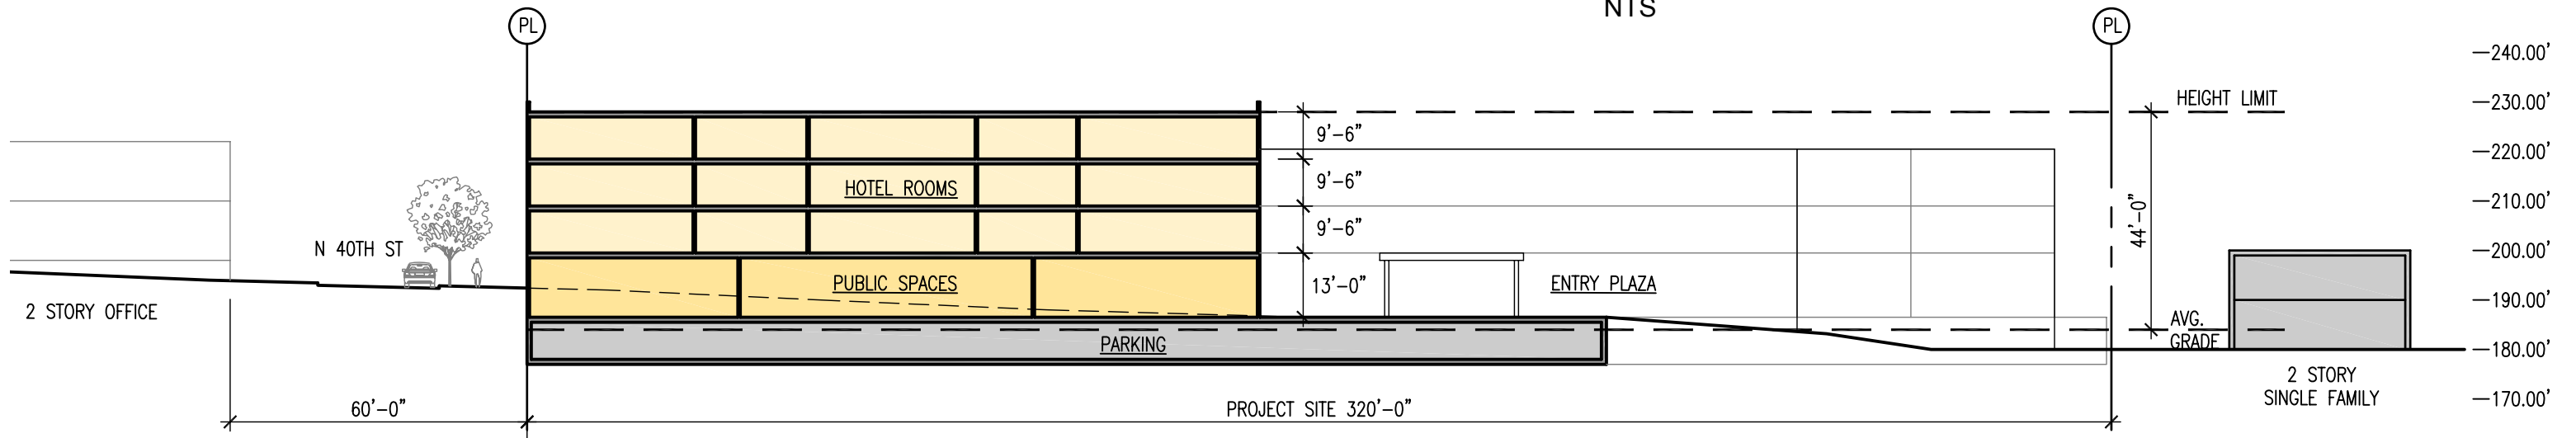 NTS
PL
PL
240.00'
HEIGHT LIMIT
230.00'
9'-6"
220.00'
HOTEL ROOMS
9'-6"
210.00'
44'-0"
N 40TH ST
9'-6"
200.00'
PUBLIC SPACES
13'-0"
ENTRY PLAZA
190.00'
2 STORY OFFICE
AVG.
GRADE
PARKING
180.00'
2 STORY
SINGLE FAMILY
170.00'
60'-0"
PROJECT SITE 320'-0"